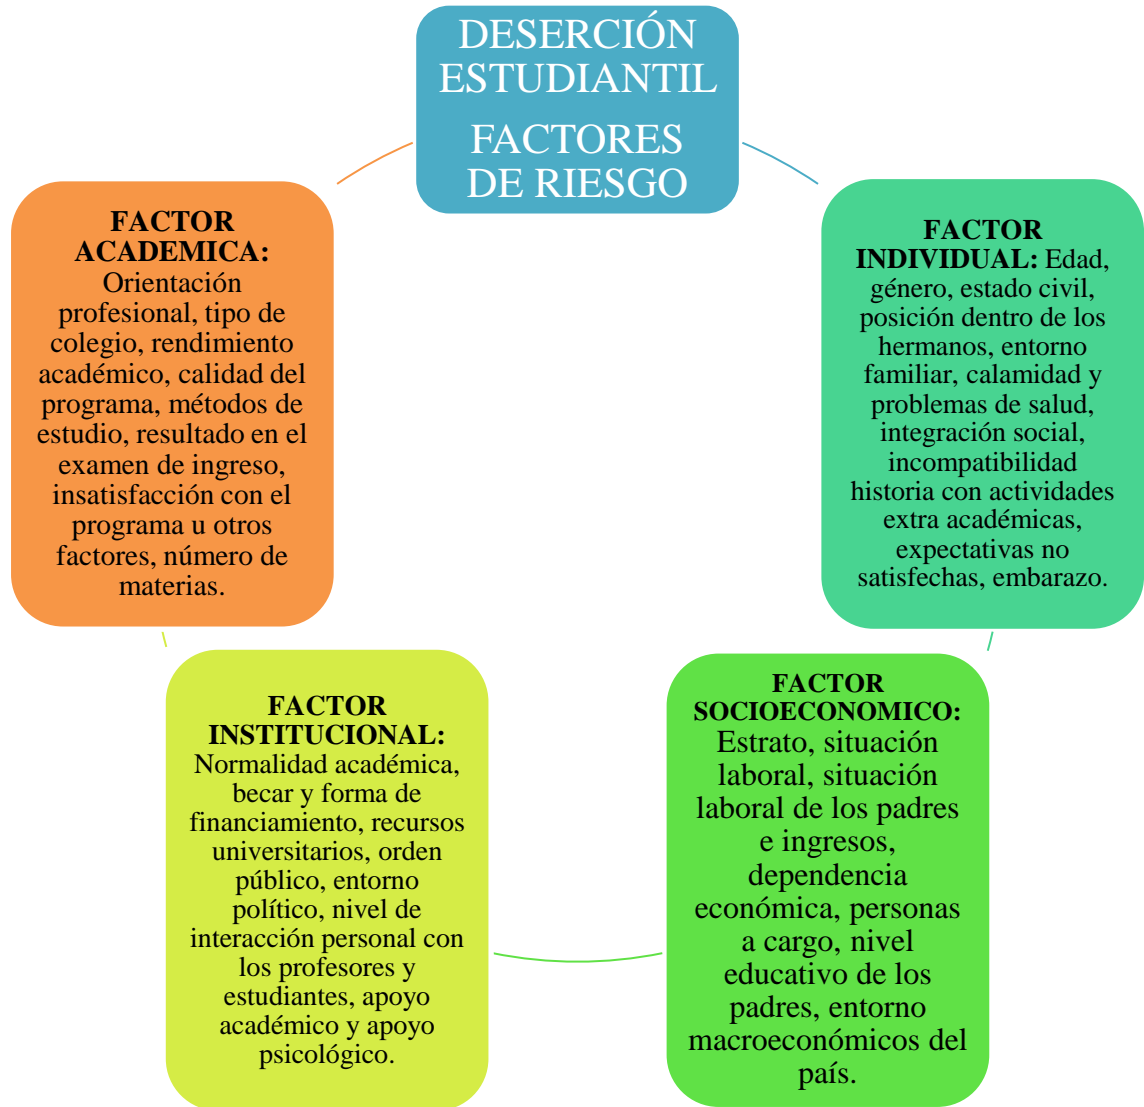 DESERCIÓN
ESTUDIANTIL
FACTORES
DE RIESGO
FACTOR
ACADEMICA:
Orientación
profesional, tipo de
colegio, rendimiento
académico, calidad del
programa, métodos de
estudio, resultado en el
examen de ingreso,
insatisfacción con el
programa u otros
factores, número de
materias.
FACTOR
INDIVIDUAL: Edad,
género, estado civil,
posición dentro de los
hermanos, entorno
familiar, calamidad y
problemas de salud,
integración social,
incompatibilidad
historia con actividades
extra académicas,
expectativas no
satisfechas, embarazo.
FACTOR
INSTITUCIONAL:
Normalidad académica,
becar y forma de
financiamiento, recursos
universitarios, orden
público, entorno
político, nivel de
interacción personal con
los profesores y
estudiantes, apoyo
académico y apoyo
psicológico.
FACTOR
SOCIOECONOMICO:
Estrato, situación
laboral, situación
laboral de los padres
e ingresos,
dependencia
económica, personas
a cargo, nivel
educativo de los
padres, entorno
macroeconómicos del
país.